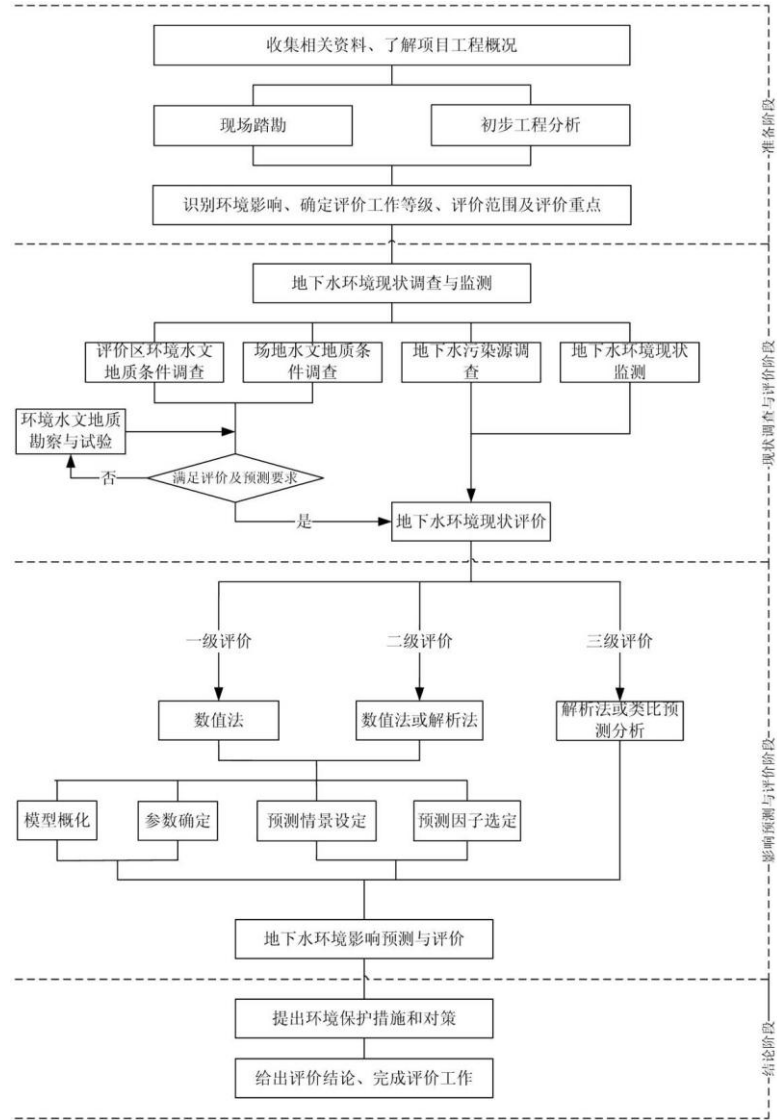 收集相关资料、了解项目工程概况
现场踏勘
初步工程分析
识别环境影响、确定评价工作等级、评价范围及评价重点
准备阶段
地下水环境现状调查与监测
评价区环境水文
地质条件调查
场地水文地质条
件调查
地下水污染源调
查
地下水环境现状
监测
环境水文地质
勘察与试验
满足评价及预测要求
否
是
地下水环境现状评价
现状调查与评价阶段
一级评价
二级评价
三级评价
数值法
数值法或解析法
解析法或类比预
测分析
模型概化
参数确定
预测情景设定
预测因子选定
地下水环境影响预测与评价
影响预测与评价阶段
提出环境保护措施和对策
给出评价结论、完成评价工作
结论阶段